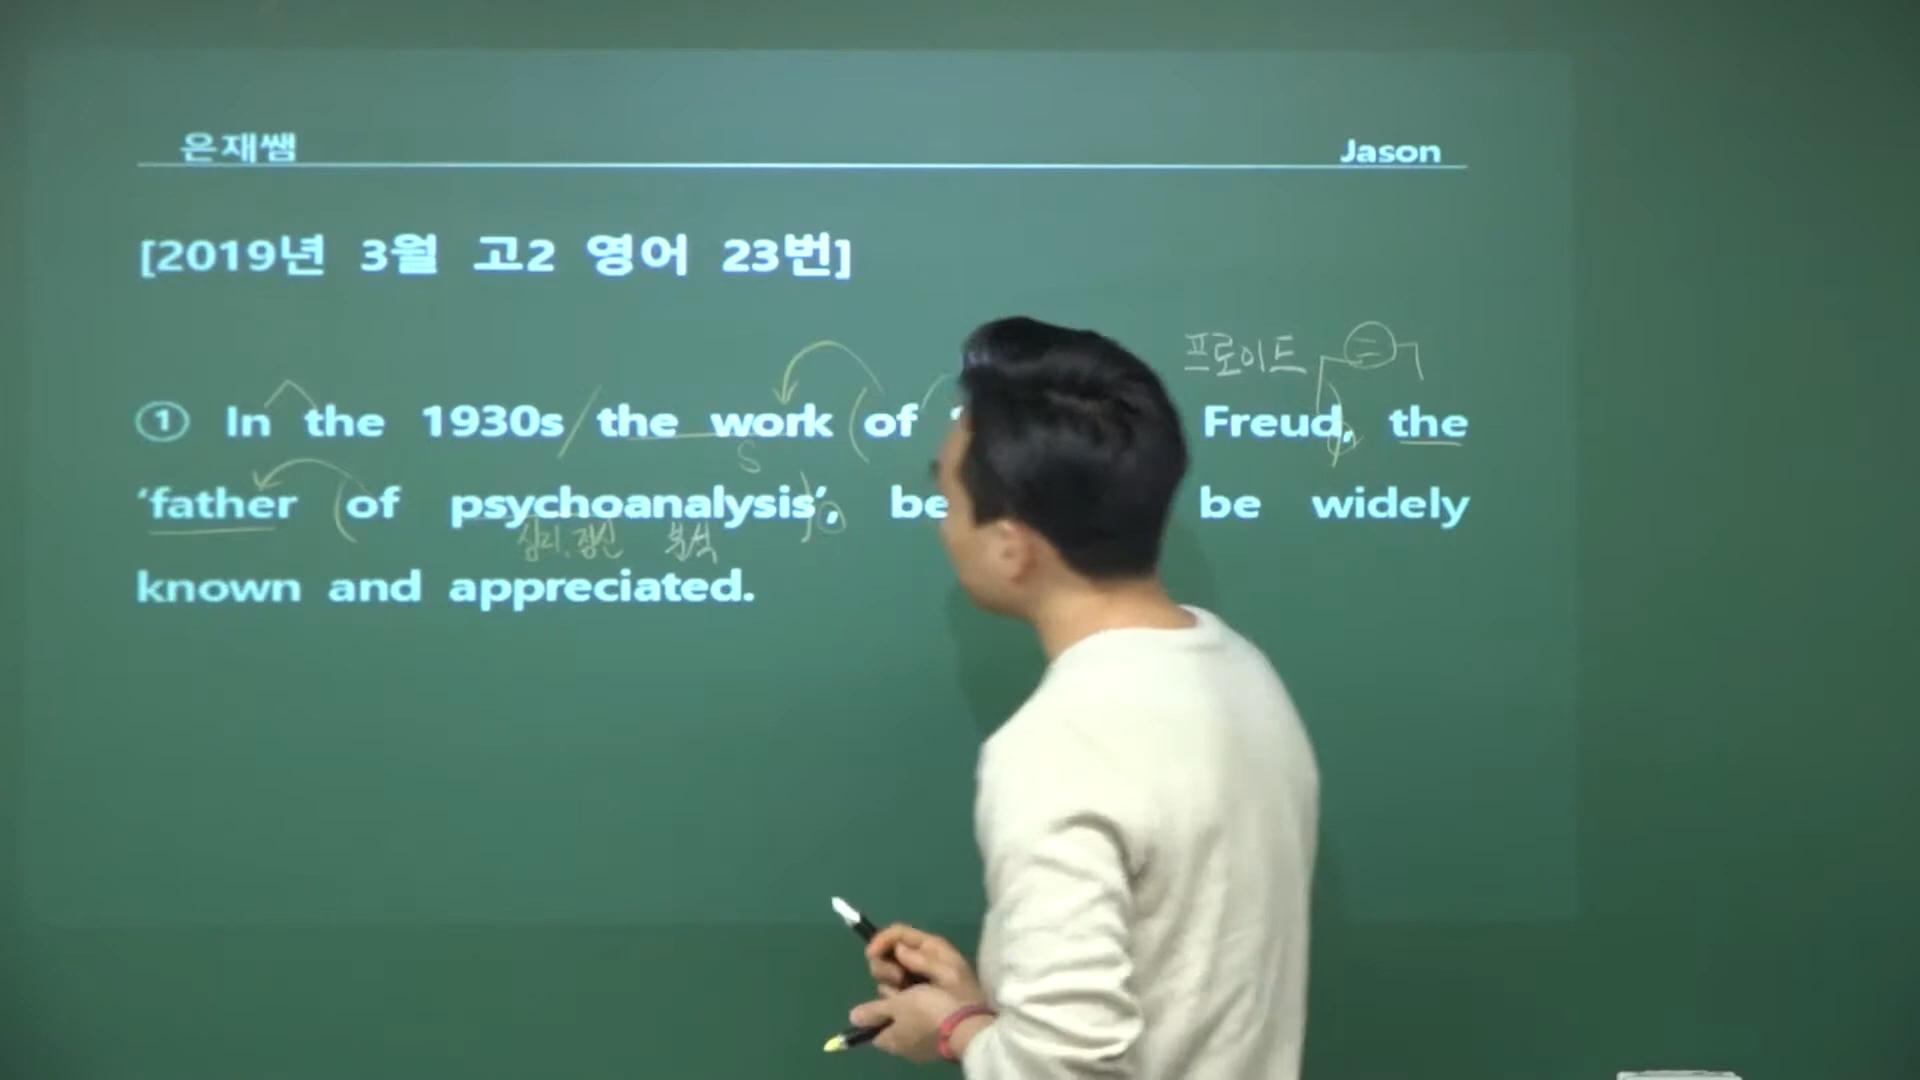 은재쌤 Jason
[2019년 3월 고2 영어 23번]
프로이트 =
① In the 1930s / the work of ‘ Freud, the
S
‘father of psychoanalysis’, be be widely
심리, 정신 분석
known and appreciated.